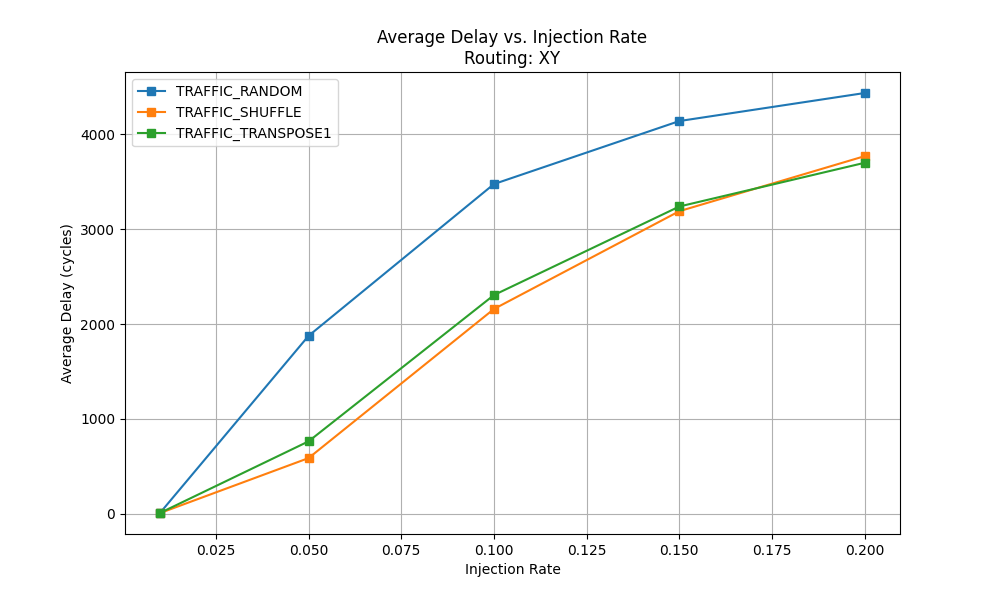 Average Delay vs. Injection Rate
Routing: XY
TRAFFIC_RANDOM
TRAFFIC_SHUFFLE
TRAFFIC_TRANSPOSE1
Average Delay (cycles)
4000
3000
2000
1000
0
0.025 0.050 0.075 0.100 0.125 0.150 0.175 0.200
Injection Rate